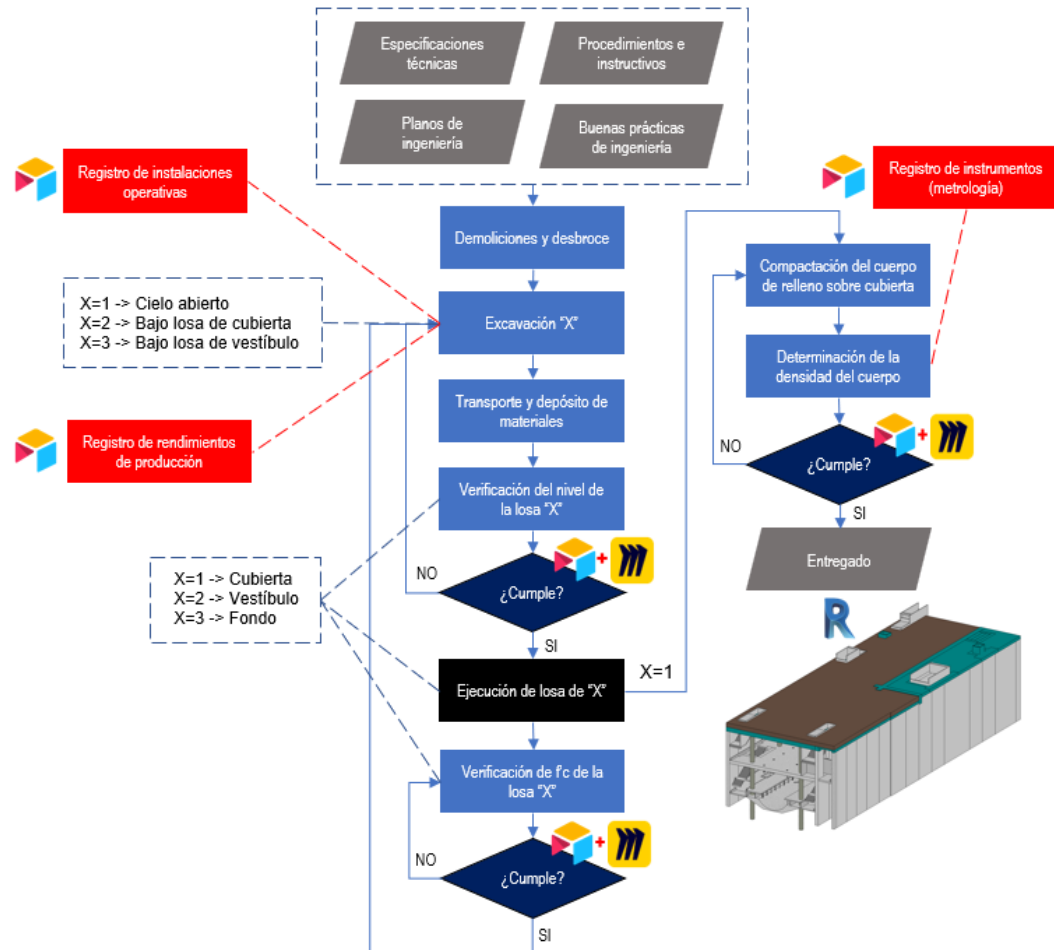 Especificaciones
técnicas
Procedimientos e
instructivos
Planos de
ingeniería
Buenas prácticas
de ingeniería
Registro de instalaciones
operativas
Registro de instrumentos
(metrología)
Demoliciones y desbroce
Compactación del cuerpo
de relleno sobre cubierta
X=1 -> Cielo abierto
X=2 -> Bajo losa de cubierta
X=3 -> Bajo losa de vestíbulo
Excavación "X"
Determinación de la
densidad del cuerpo
Transporte y depósito de
materiales
Registro de rendimientos
de producción
+
NO
¿Cumple?
SI
Verificación del nivel de
la losa "X"
Entregado
X=1 -> Cubierta
X=2 -> Vestíbulo
X=3 -> Fondo
+
NO
¿Cumple?
SI
R
Ejecución de losa de "X"
X=1
Verificación de f'c de la
losa "X"
+
NO
¿Cumple?
SI